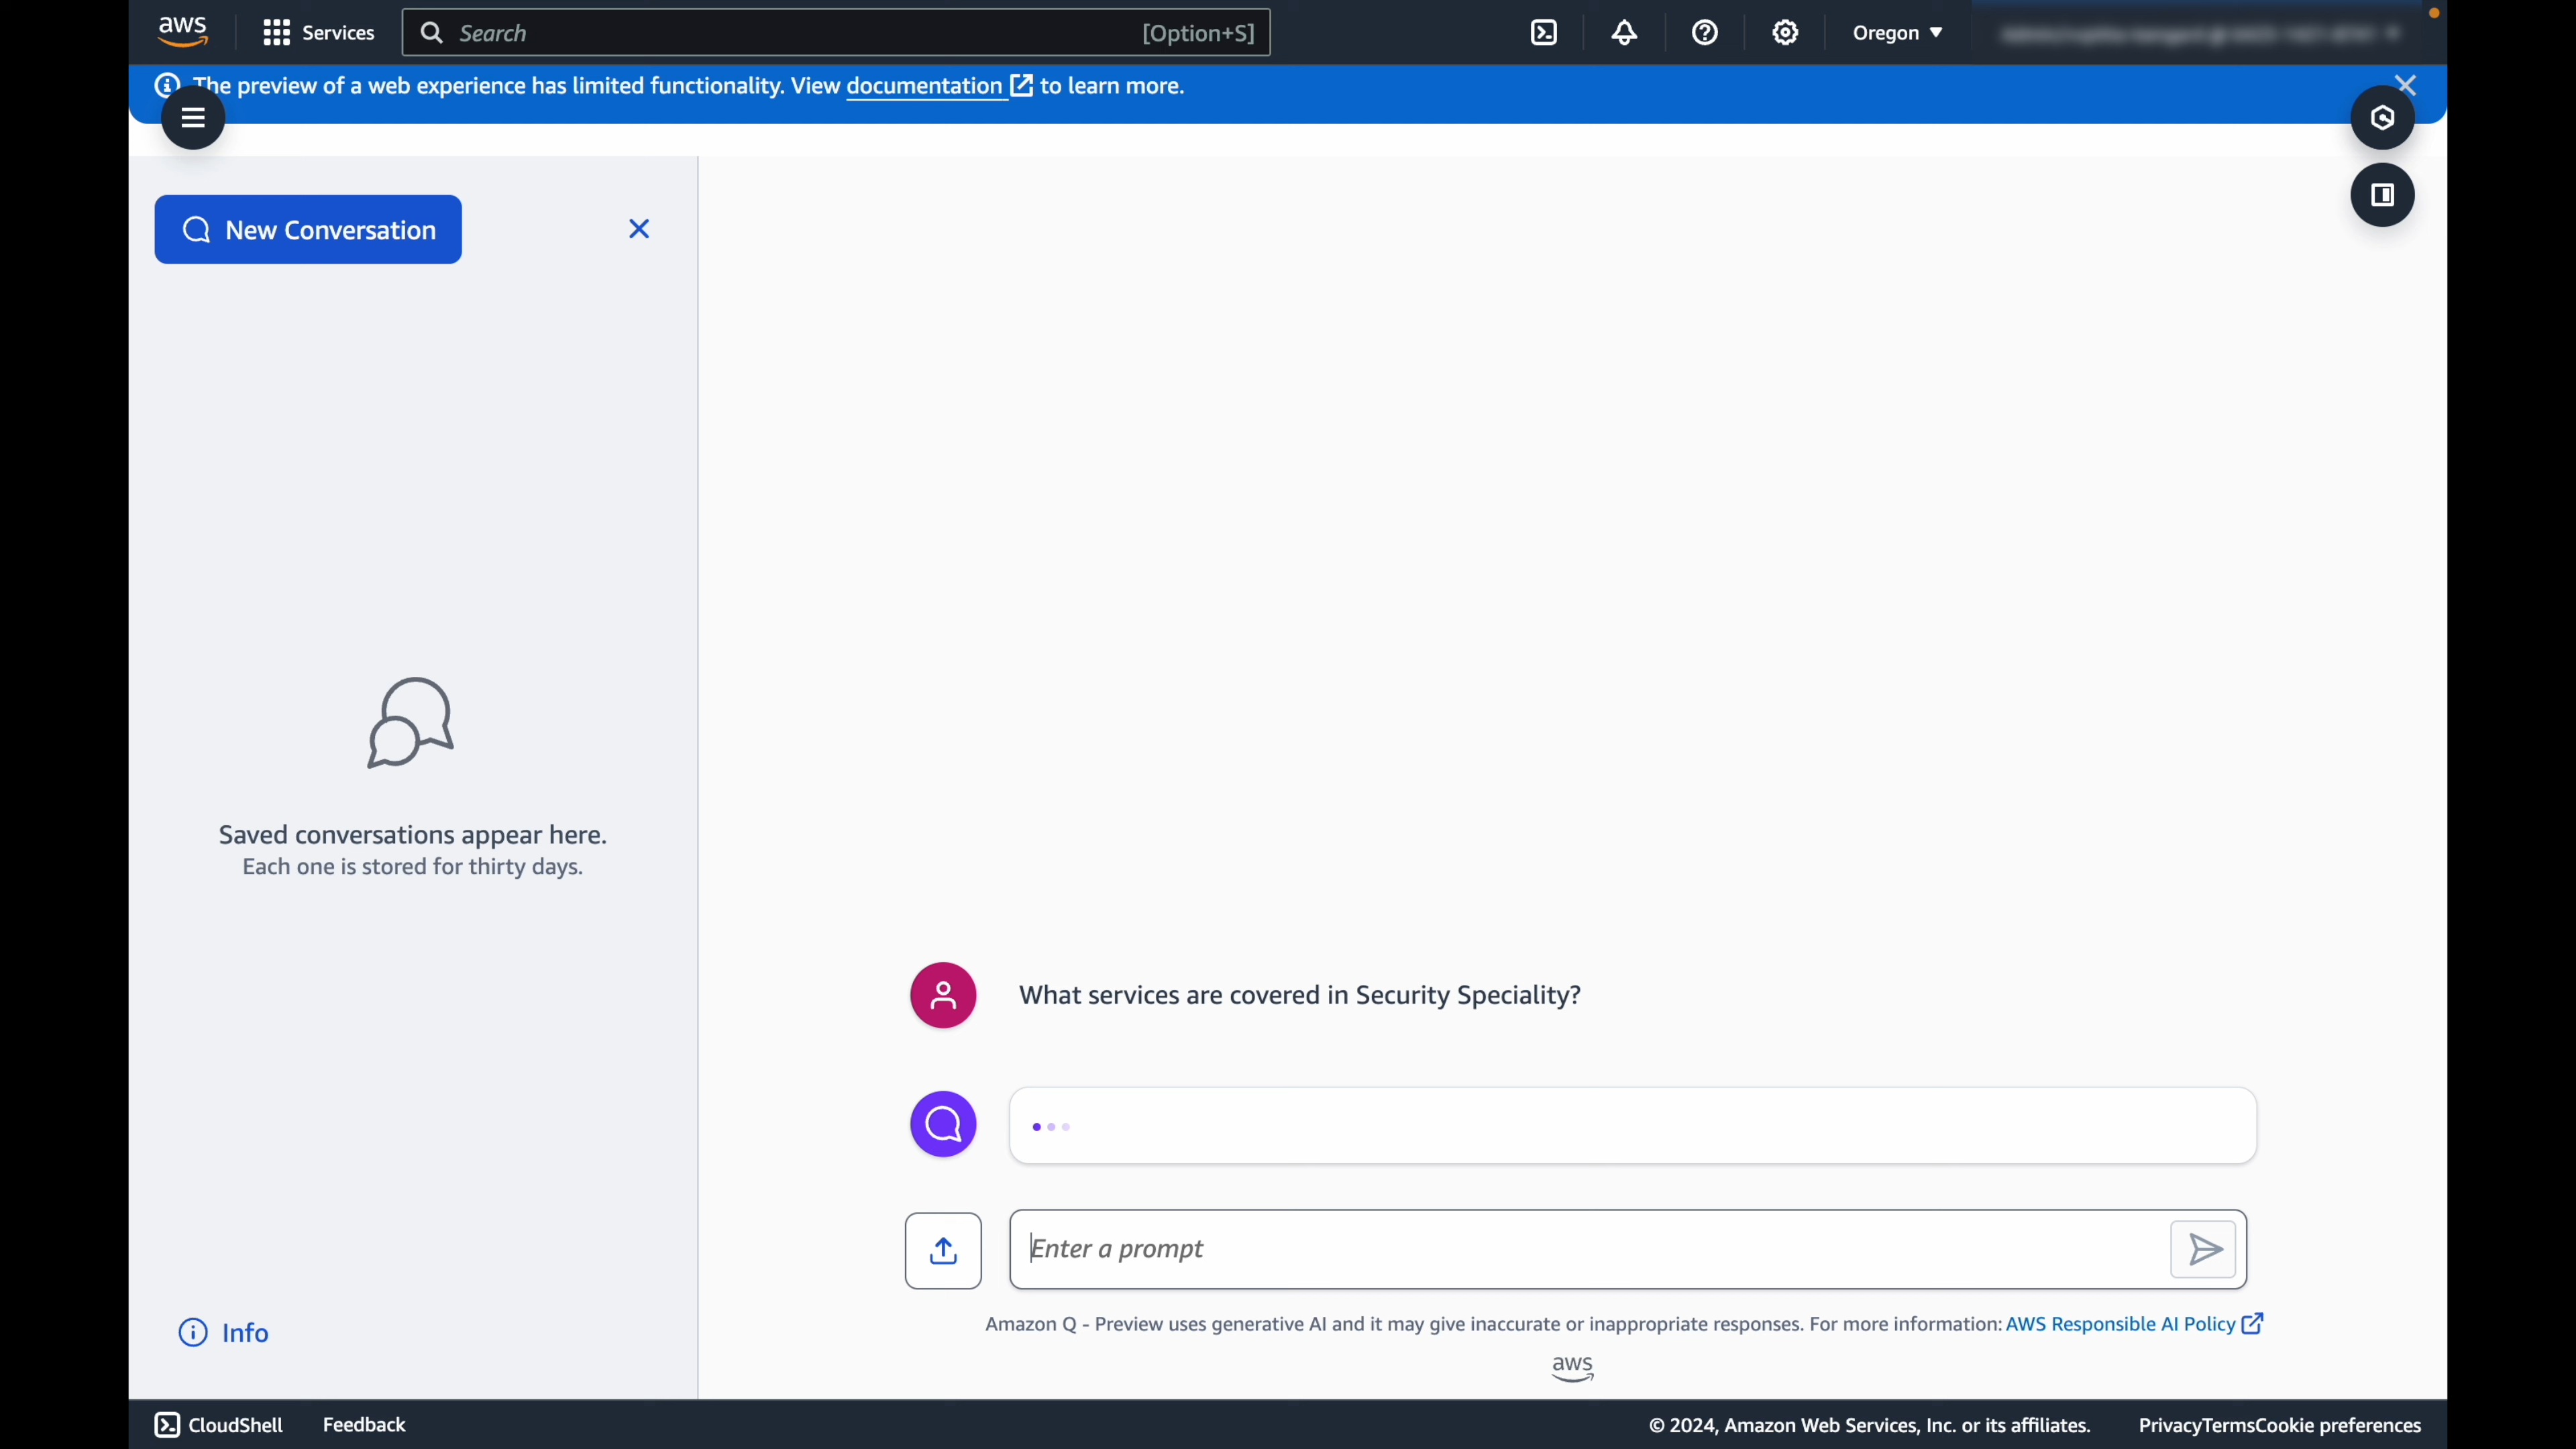 aws
Services
Search
[Option+S]
Oregon
The preview of a web experience has limited functionality. View documentation to learn more.
New Conversation
Saved conversations appear here.
Each one is stored for thirty days.
What services are covered in Security Speciality?
Enter a prompt
Amazon Q - Preview uses generative AI and it may give inaccurate or inappropriate responses. For more information: AWS Responsible AI Policy
aws
Info
CloudShell
Feedback
© 2024, Amazon Web Services, Inc. or its affiliates.
PrivacyTermsCookie preferences